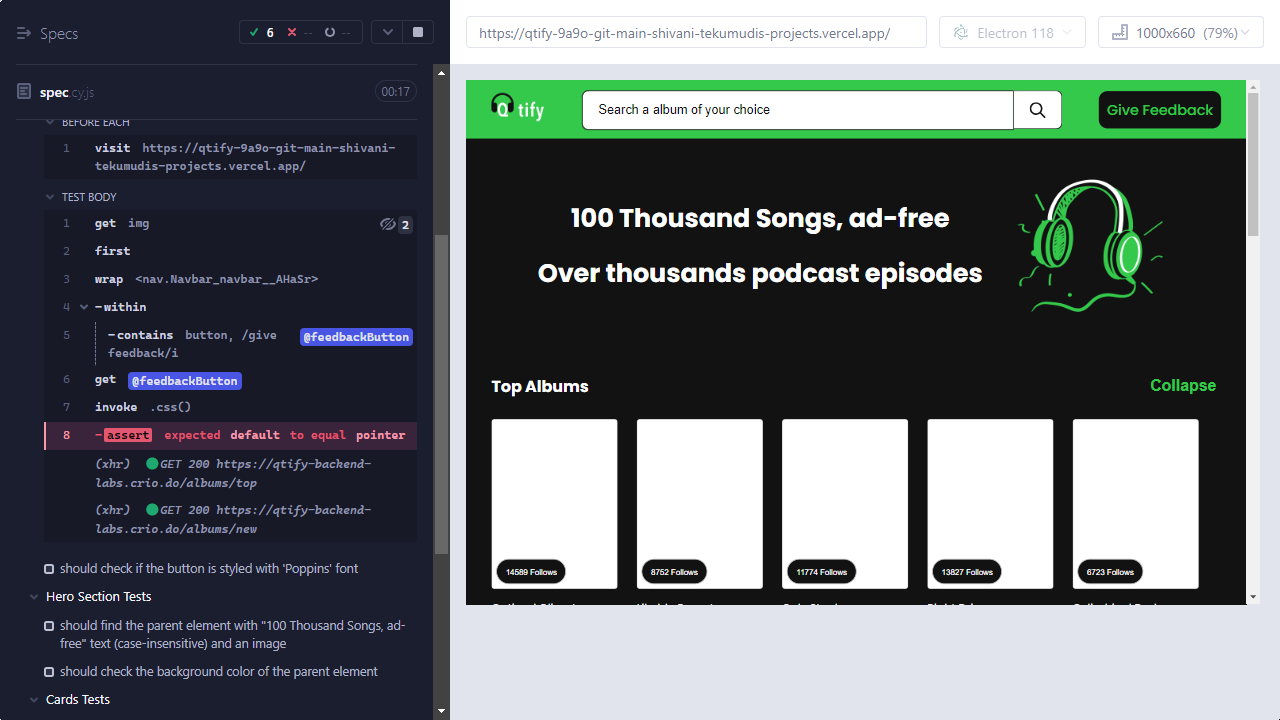 Specs
6
--
--
spec.cy.js
00:17
BEFORE EACH
1 visit https://qtify-9a9o-git-main-shivani-
tekumudis-projects.vercel.app/
TEST BODY
1 get img 2
2 first
3 wrap <nav.Navbar_navbar__AHaSr>
4 -within
5 -contains button, /give @feedbackButton
feedback/i
6 get @feedbackButton
7 invoke .css()
8 -assert expected default to equal pointer
(xhr) GET 200 https://qtify-backend-
labs.crio.do/albums/top
(xhr) GET 200 https://qtify-backend-
labs.crio.do/albums/new
should check if the button is styled with 'Poppins' font
Hero Section Tests
should find the parent element with "100 Thousand Songs, ad-
free" text (case-insensitive) and an image
should check the background color of the parent element
Cards Tests
https://qtify-9a9o-git-main-shivani-tekumudis-projects.vercel.app/
Electron 118
1000x660 (79%)
Qtify
Search a album of your choice
Give Feedback
100 Thousand Songs, ad-free
Over thousands podcast episodes
Top Albums
Collapse
14589 Follows
8752 Follows
11774 Follows
13827 Follows
6723 Follows